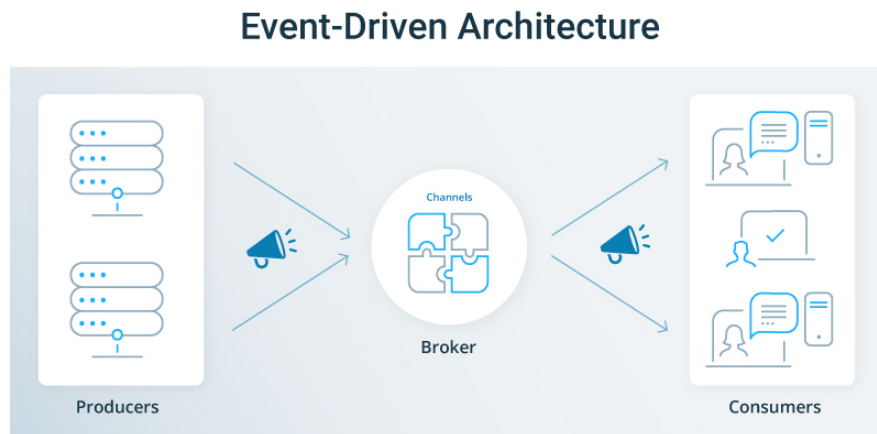 Event-Driven Architecture
Channels
Broker
Producers
Consumers